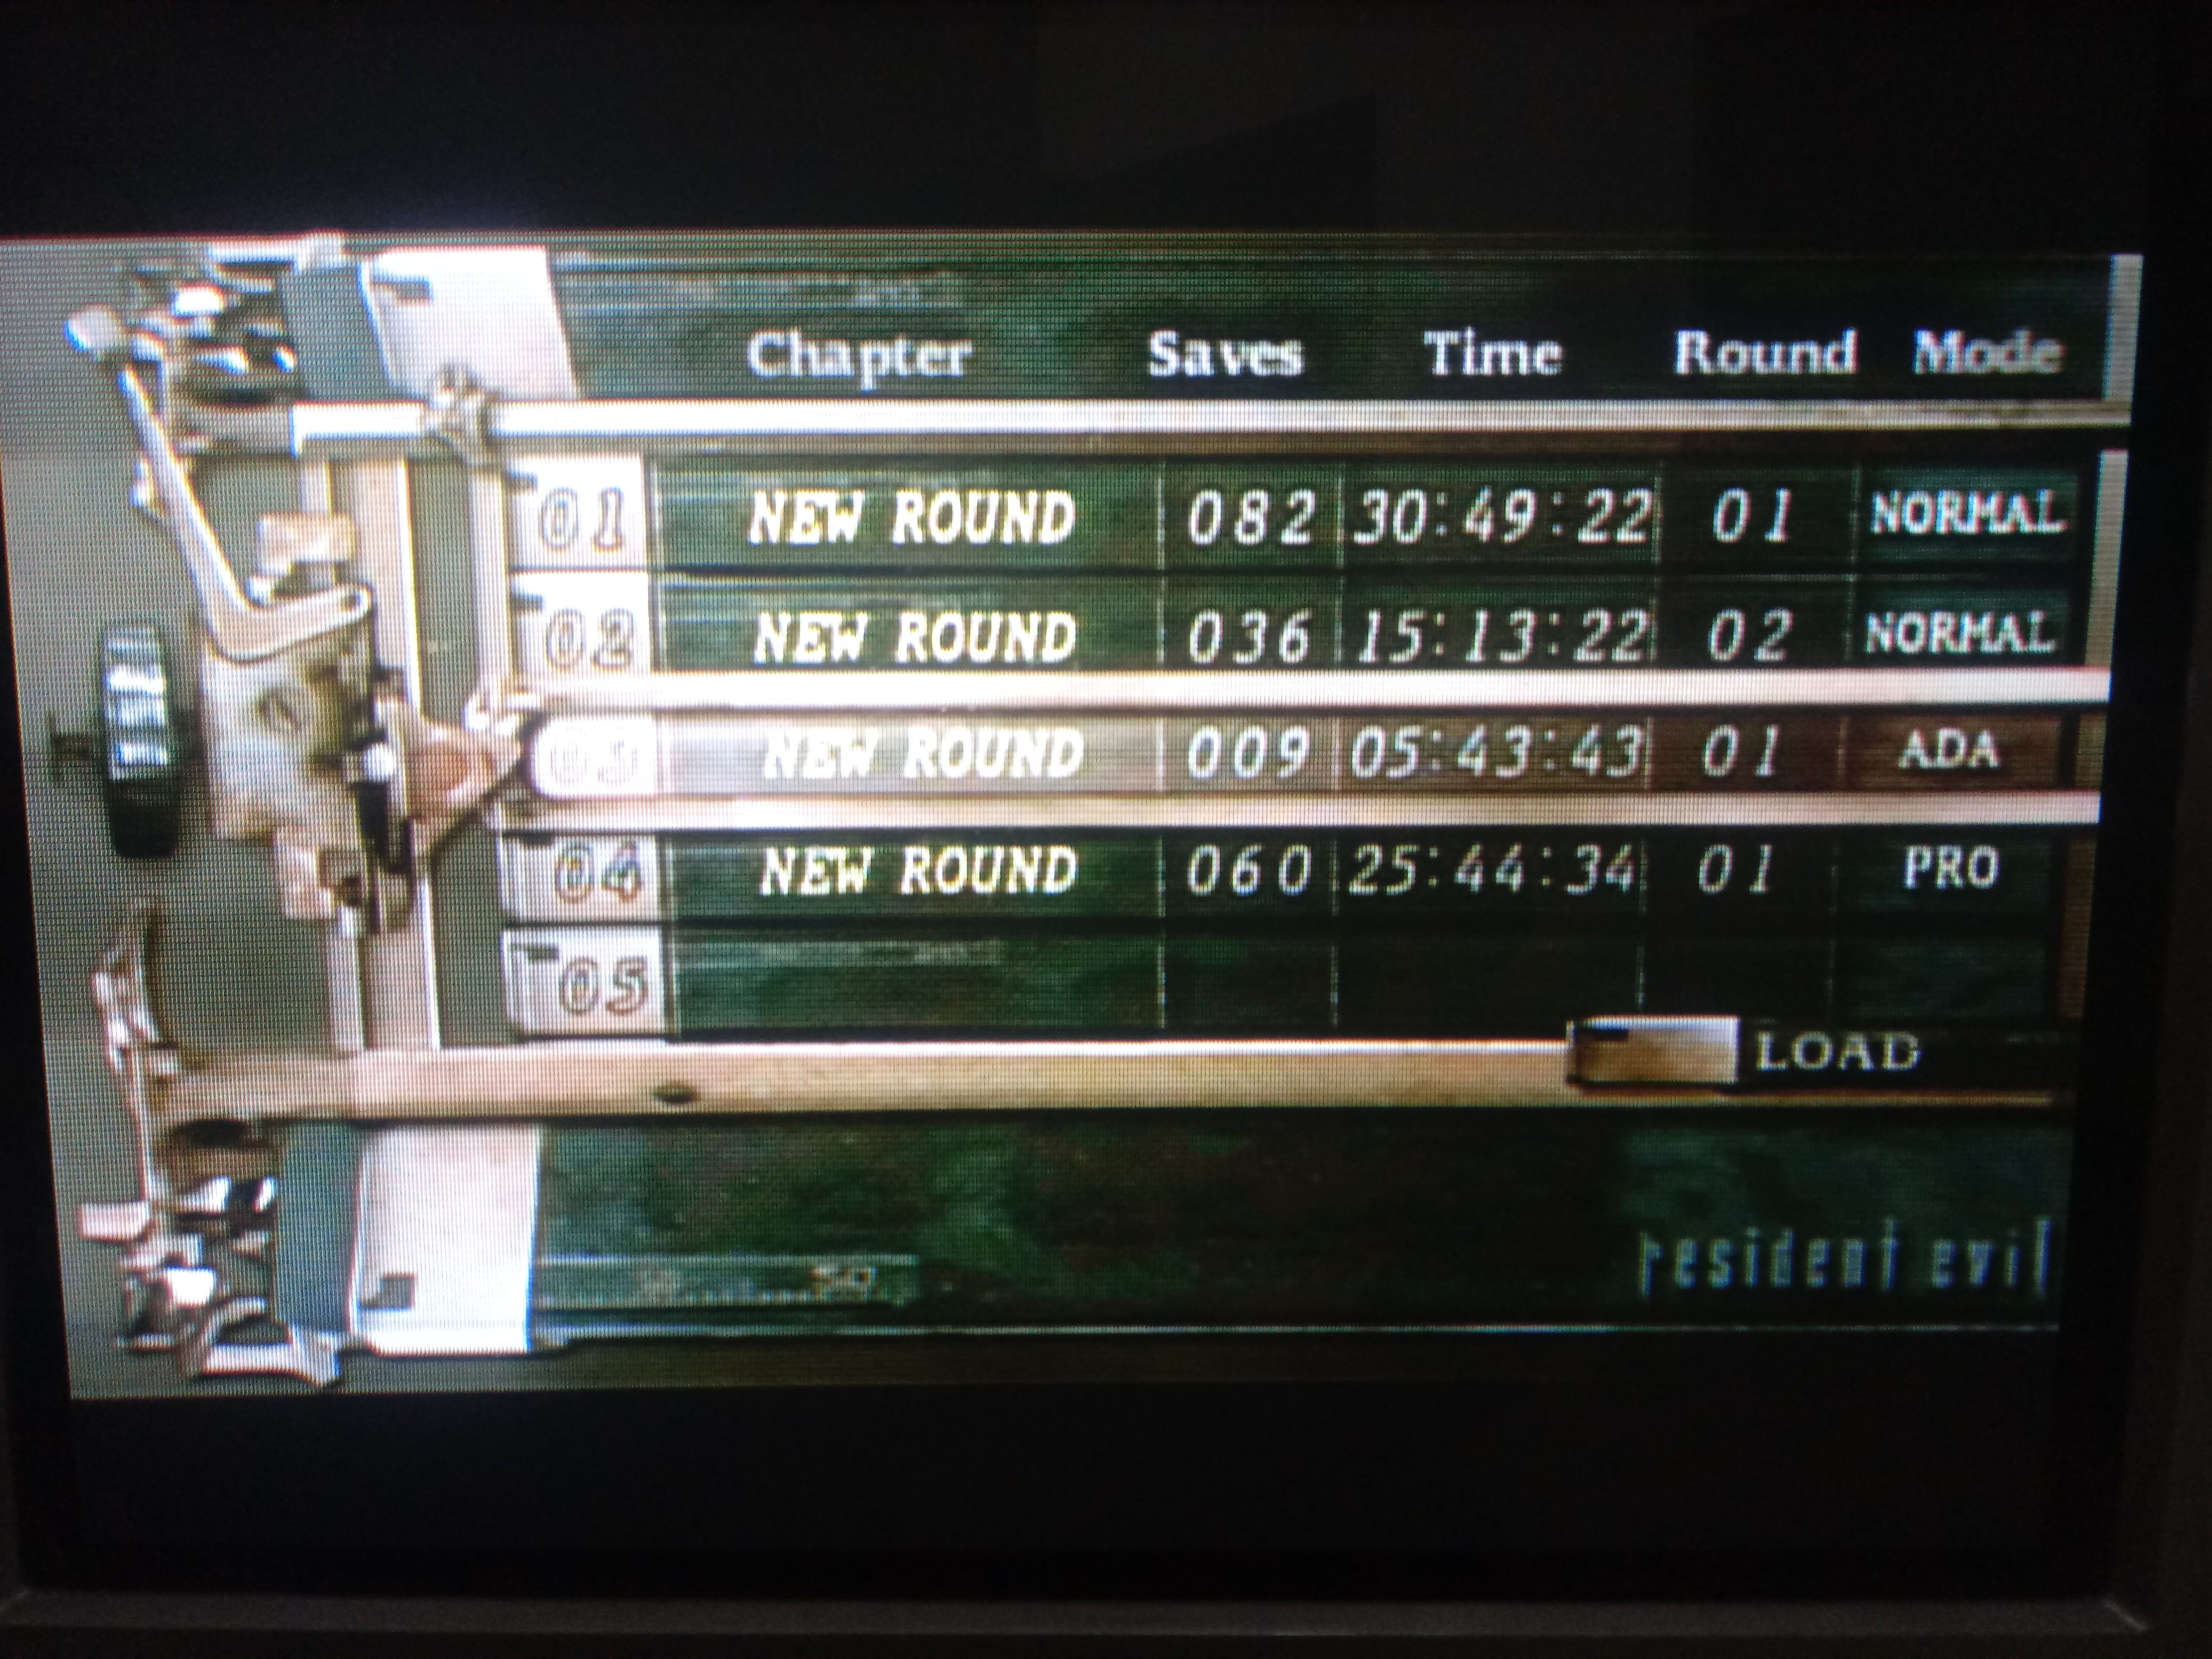 Chapter Saves Time Round Mode
01 NEW ROUND 082 30:49:22 01 NORMAL
02 NEW ROUND 036 15:13:22 02 NORMAL
03 NEW ROUND 009 05:43:43 01 ADA
04 NEW ROUND 060 25:44:34 01 PRO
05
LOAD
resident evil